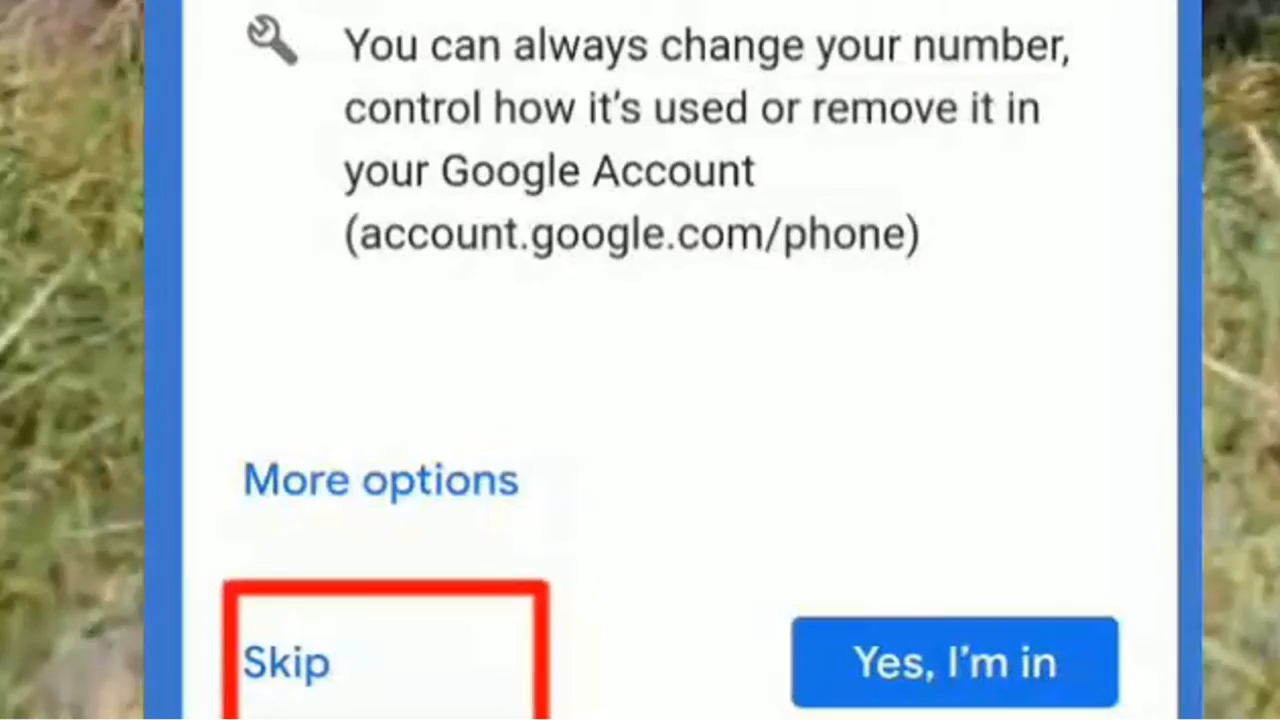 You can always change your number,
control how it's used or remove it in
your Google Account
(account.google.com/phone)
More options
Skip
Yes, I'm in